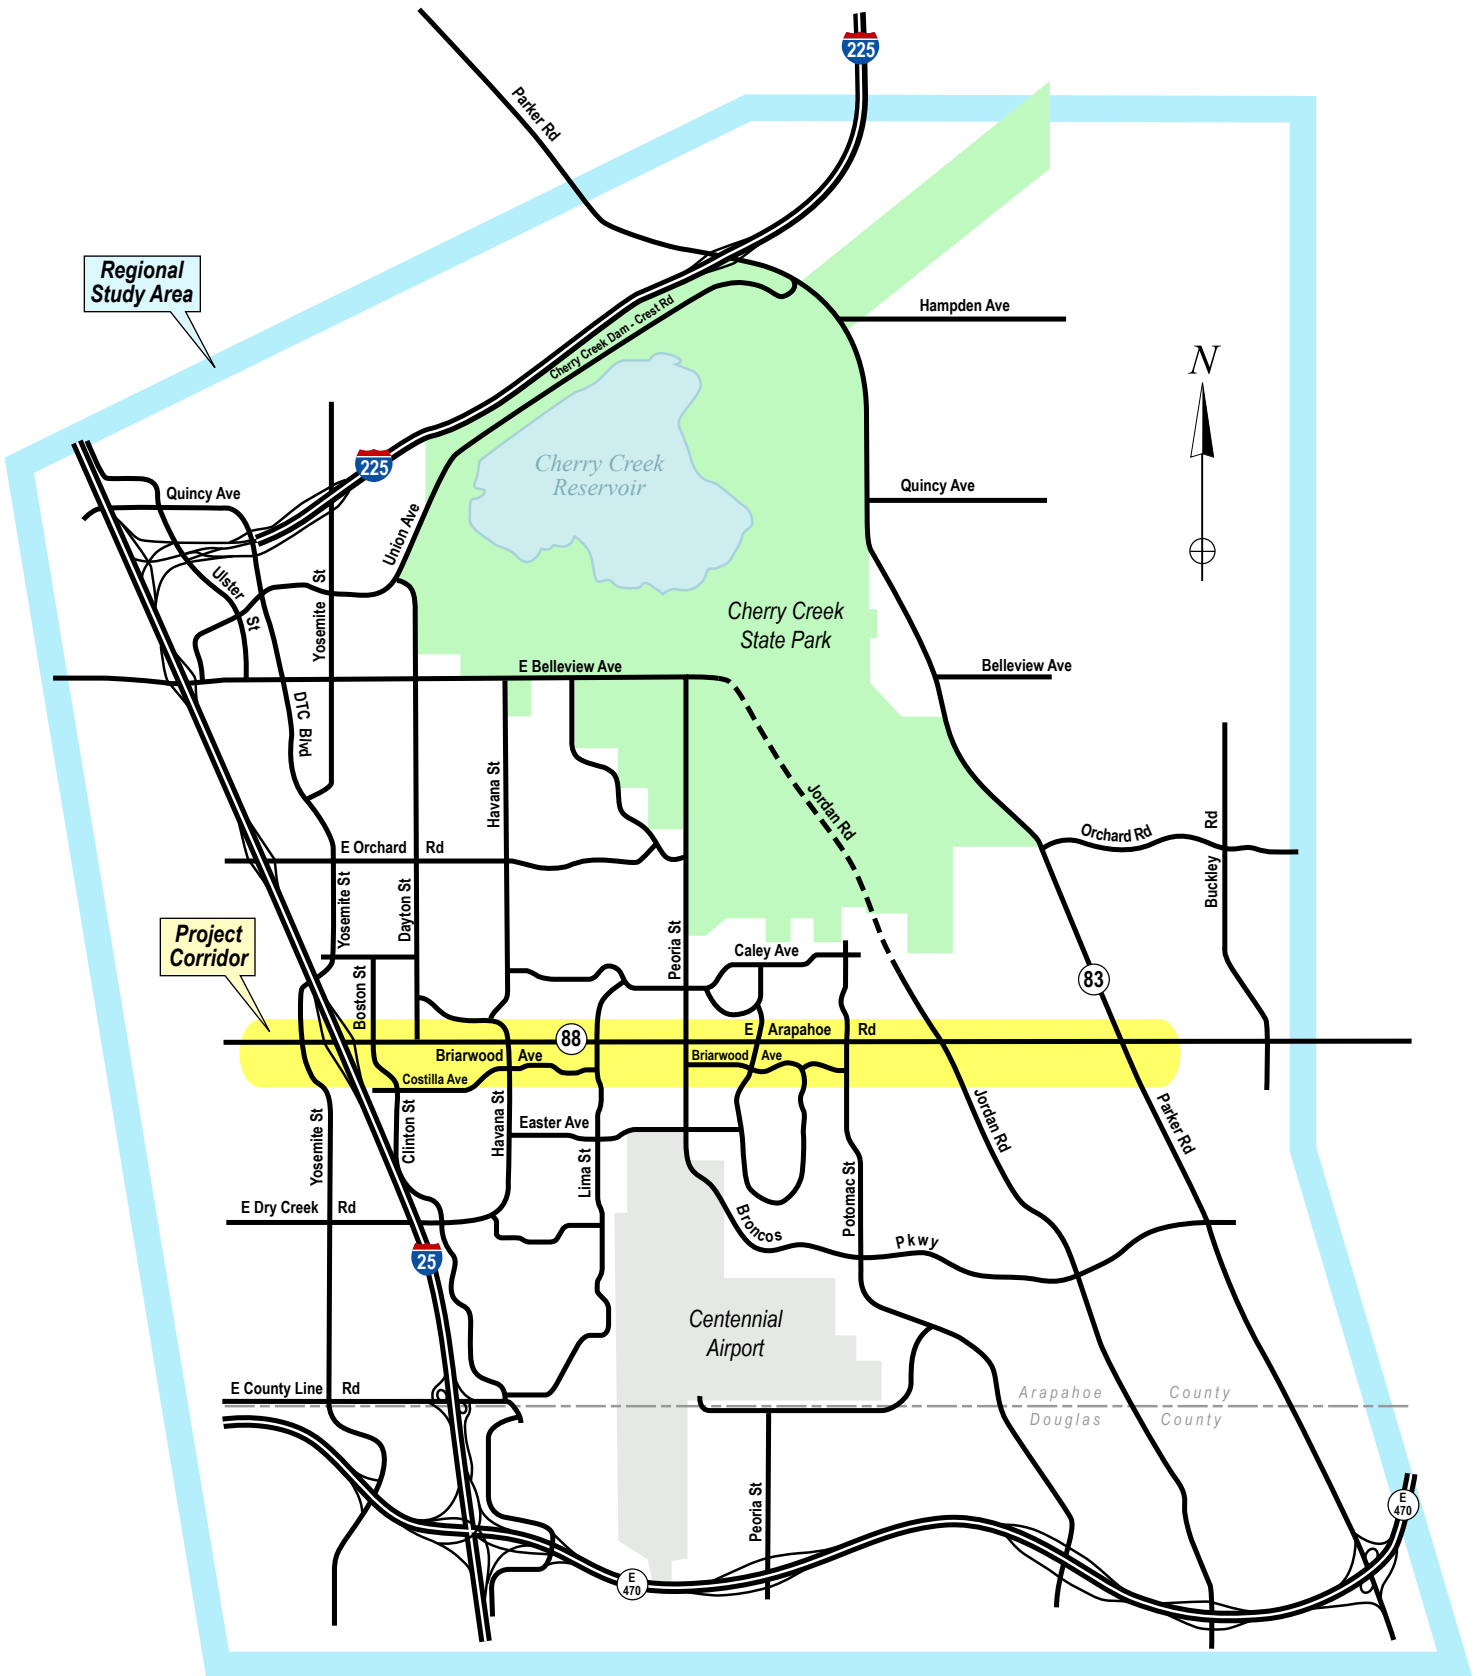 225
Parker Rd
Regional
Study Area
Hampden Ave
Cherry Creek Dam - Crest Rd
N
225
Cherry Creek
Reservoir
Quincy Ave
Quincy Ave
Union Ave
Ulster St
Yosemite St
Cherry Creek
State Park
E Belleview Ave
Belleview Ave
DTC Blvd
Havana St
Jordan Rd
Orchard Rd
Buckley Rd
E Orchard Rd
Yosemite St
Dayton St
Project
Corridor
Peoria St
Caley Ave
83
Boston St
88
E Arapahoe Rd
Briarwood Ave
Briarwood Ave
Costilla Ave
Jordan Rd
Parker Rd
Yosemite St
Clinton St
Havana St
Easter Ave
Lima St
Potomac St
E Dry Creek Rd
Broncos Pkwy
25
Centennial
Airport
E County Line Rd
Arapahoe County
Douglas County
Peoria St
E
470
E
470